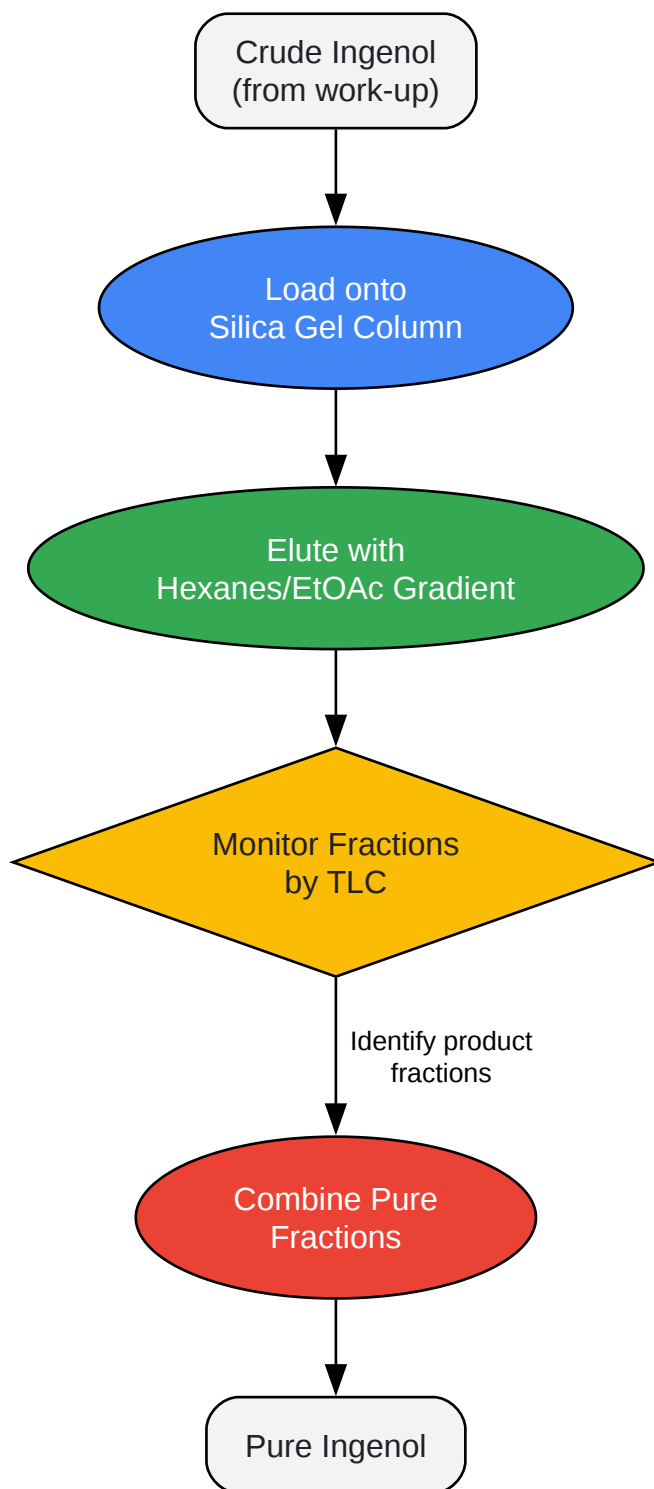 Crude Ingenol
(from work-up)
Load onto
Silica Gel Column
Elute with
Hexanes/EtOAc Gradient
Monitor Fractions
by TLC
Identify product
fractions
Combine Pure
Fractions
Pure Ingenol